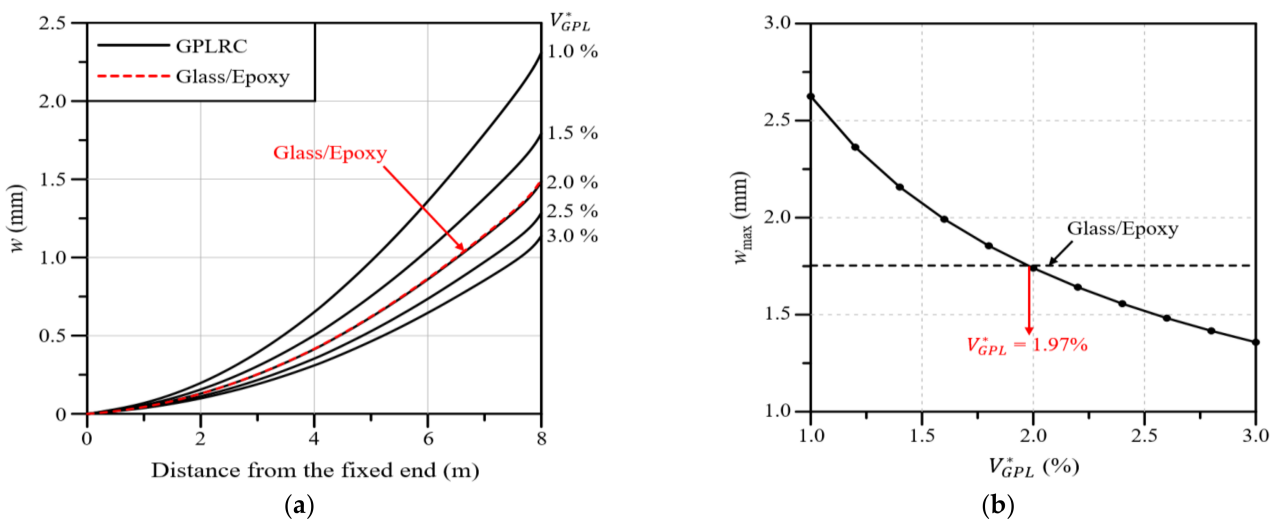 2.5
2.0
1.5
1.0
0.5
0
w (mm)
GPLRC
Glass/Epoxy
Glass/Epoxy
V*GPL
1.0 %
1.5 %
2.0 %
2.5 %
3.0 %
0 2 4 6 8
Distance from the fixed end (m)
(a)
3.0
2.5
2.0
1.5
1.0
wmax (mm)
Glass/Epoxy
V*GPL = 1.97%
1.0 1.5 2.0 2.5 3.0
V*GPL (%)
(b)